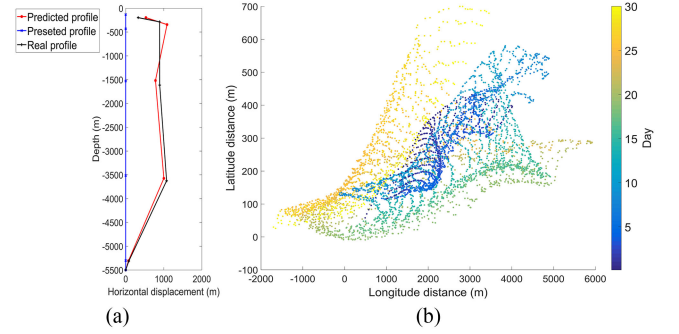 0
-500
-1000
-1500
-2000
-2500
-3000
-3500
-4000
-4500
-5000
-5500
Depth (m)
Predicted profile
Preseted profile
Real profile
0 1000 2000
Horizontal displacement (m)
(a)
700
600
500
400
300
200
100
0
-100
Latitude distance (m)
-2000 -1000 0 1000 2000 3000 4000 5000 6000
Longitude distance (m)
(b)
30
25
20
15
10
5
Day